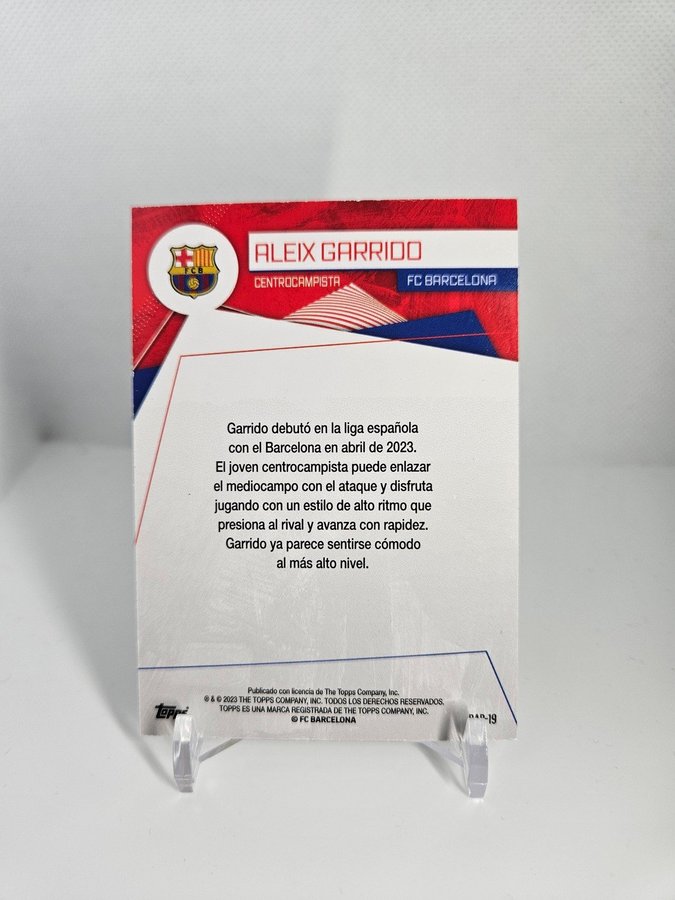 FCB
ALEIX GARRIDO
CENTROCAMPISTA
FC BARCELONA
Garrido debutó en la liga española
con el Barcelona en abril de 2023.
El joven centrocampista puede enlazar
el mediocampo con el ataque y disfruta
jugando con un estilo de alto ritmo que
presiona al rival y avanza con rapidez.
Garrido ya parece sentirse cómodo
al más alto nivel.
Publicado con licencia de The Topps Company, Inc.
® & © 2023 THE TOPPS COMPANY, INC. TODOS LOS DERECHOS RESERVADOS.
TOPPS ES UNA MARCA REGISTRADA DE THE TOPPS COMPANY, INC.
© FC BARCELONA
topps